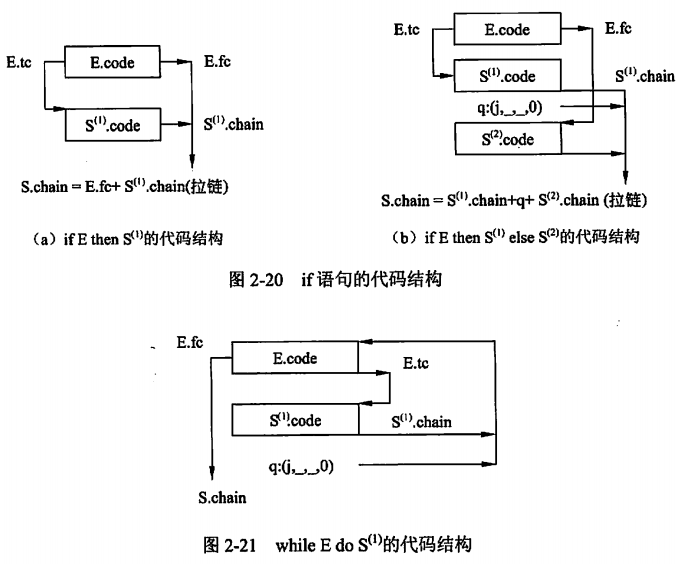 E.tc
E.code
E.fc
S⁽¹⁾.code
S⁽¹⁾.chain
S.chain = E.fc+ S⁽¹⁾.chain(拉链)
(a) if E then S⁽¹⁾的代码结构
E.tc
E.code
E.fc
S⁽¹⁾.code
S⁽¹⁾.chain
q:(j,_,_,0)
S⁽²⁾.code
S.chain = S⁽¹⁾.chain+q+ S⁽²⁾.chain (拉链)
(b) if E then S⁽¹⁾ else S⁽²⁾的代码结构
图 2-20 if 语句的代码结构
E.fc
E.code
E.tc
S⁽¹⁾.code
S⁽¹⁾.chain
q:(j,_,_,0)
S.chain
图 2-21 while E do S⁽¹⁾的代码结构